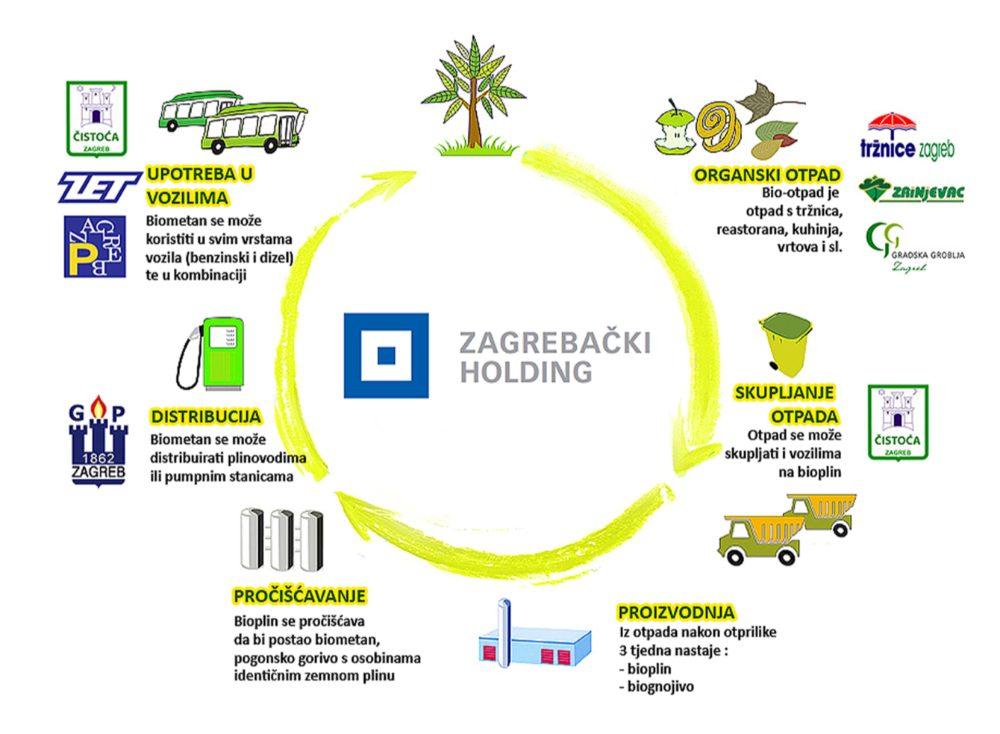 ČISTOĆA
ZAGREB
ZET
ZAGREB
P
UPOTREBA U
VOZILIMA
Biometan se može
koristiti u svim vrstama
vozila (benzinski i dizel)
te u kombinaciji
ORGANSKI OTPAD
Bio-otpad je
otpad s tržnica,
reastorana, kuhinja,
vrtova i sl.
tržnice zagreb
ZRiNjEVAC
GRADSKA GROBLJA
Zagreb
ZAGREBAČKI
HOLDING
SKUPLJANJE
OTPADA
Otpad se može
skupljati i vozilima
na bioplin
ČISTOĆA
ZAGREB
G P
1862
ZAGREB
DISTRIBUCIJA
Biometan se može
distribuirati plinovodima
ili pumpnim stanicama
PROČIŠĆAVANJE
Bioplin se pročišćava
da bi postao biometan,
pogonsko gorivo s osobinama
identičnim zemnom plinu
PROIZVODNJA
Iz otpada nakon otprilike
3 tjedna nastaje :
- bioplin
- biognojivo